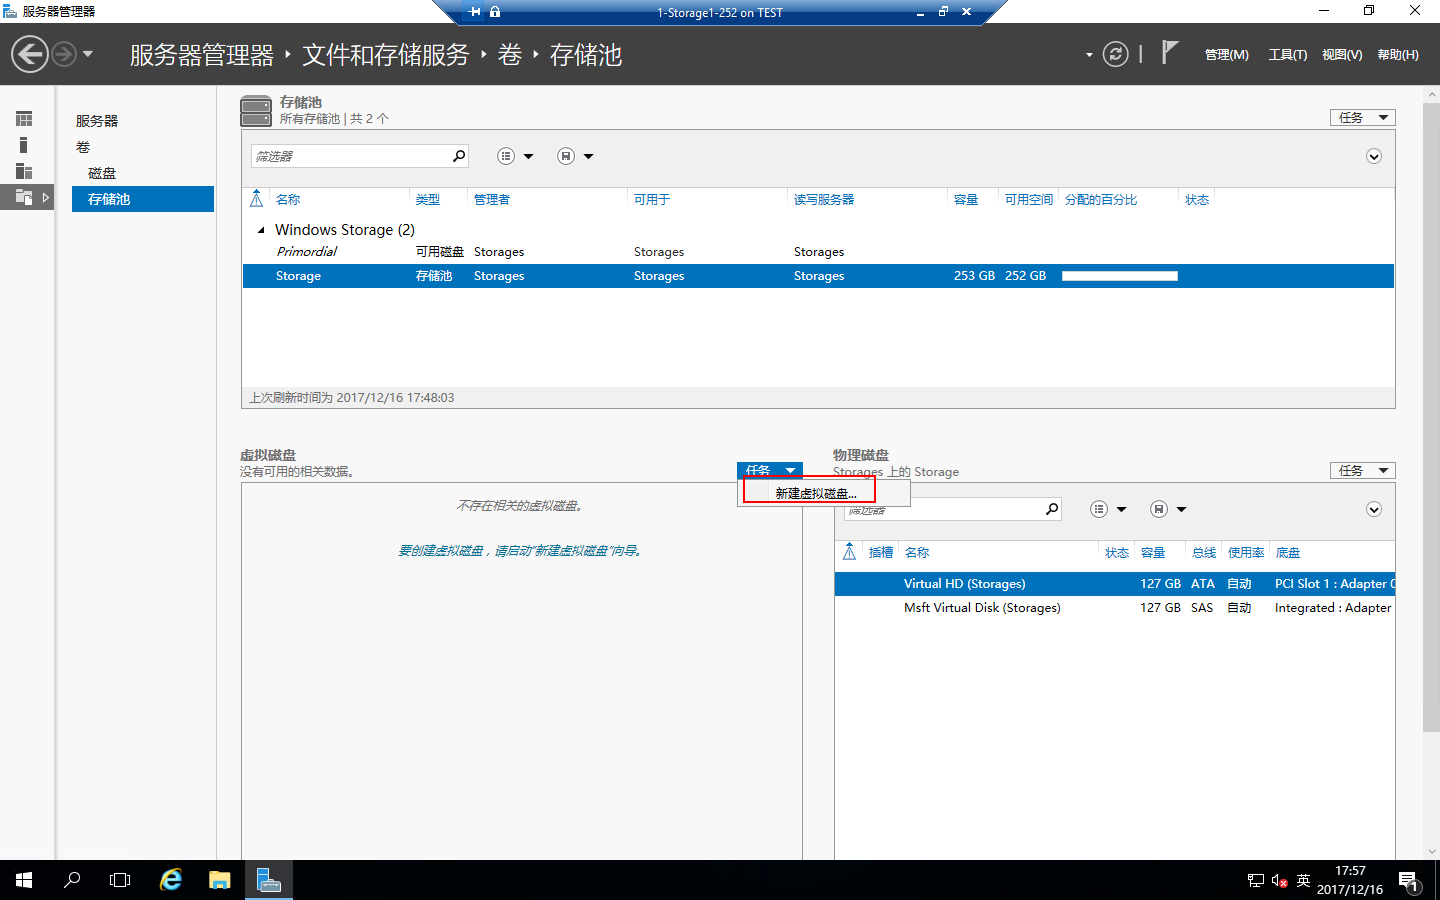 服务器管理器
1-Storage1-252 on TEST
服务器管理器 ‣ 文件和存储服务 ‣ 卷 ‣ 存储池
管理(M) 工具(T) 视图(V) 帮助(H)
服务器
卷
磁盘
存储池
存储池
所有存储池 | 共 2 个
任务
筛选器
名称 类型 管理者 可用于 读写服务器 容量 可用空间 分配的百分比 状态
Windows Storage (2)
Primordial 可用磁盘 Storages Storages Storages
Storage 存储池 Storages Storages Storages 253 GB 252 GB
上次刷新时间为 2017/12/16 17:48:03
虚拟磁盘
没有可用的相关数据。
任务
新建虚拟磁盘...
不存在相关的虚拟磁盘。
要创建虚拟磁盘，请启动“新建虚拟磁盘”向导。
物理磁盘
Storages 上的 Storage
任务
筛选器
插槽 名称 状态 容量 总线 使用率 底盘
Virtual HD (Storages) 127 GB ATA 自动 PCI Slot 1 : Adapter 0
Msft Virtual Disk (Storages) 127 GB SAS 自动 Integrated : Adapter
英
17:57
2017/12/16
1